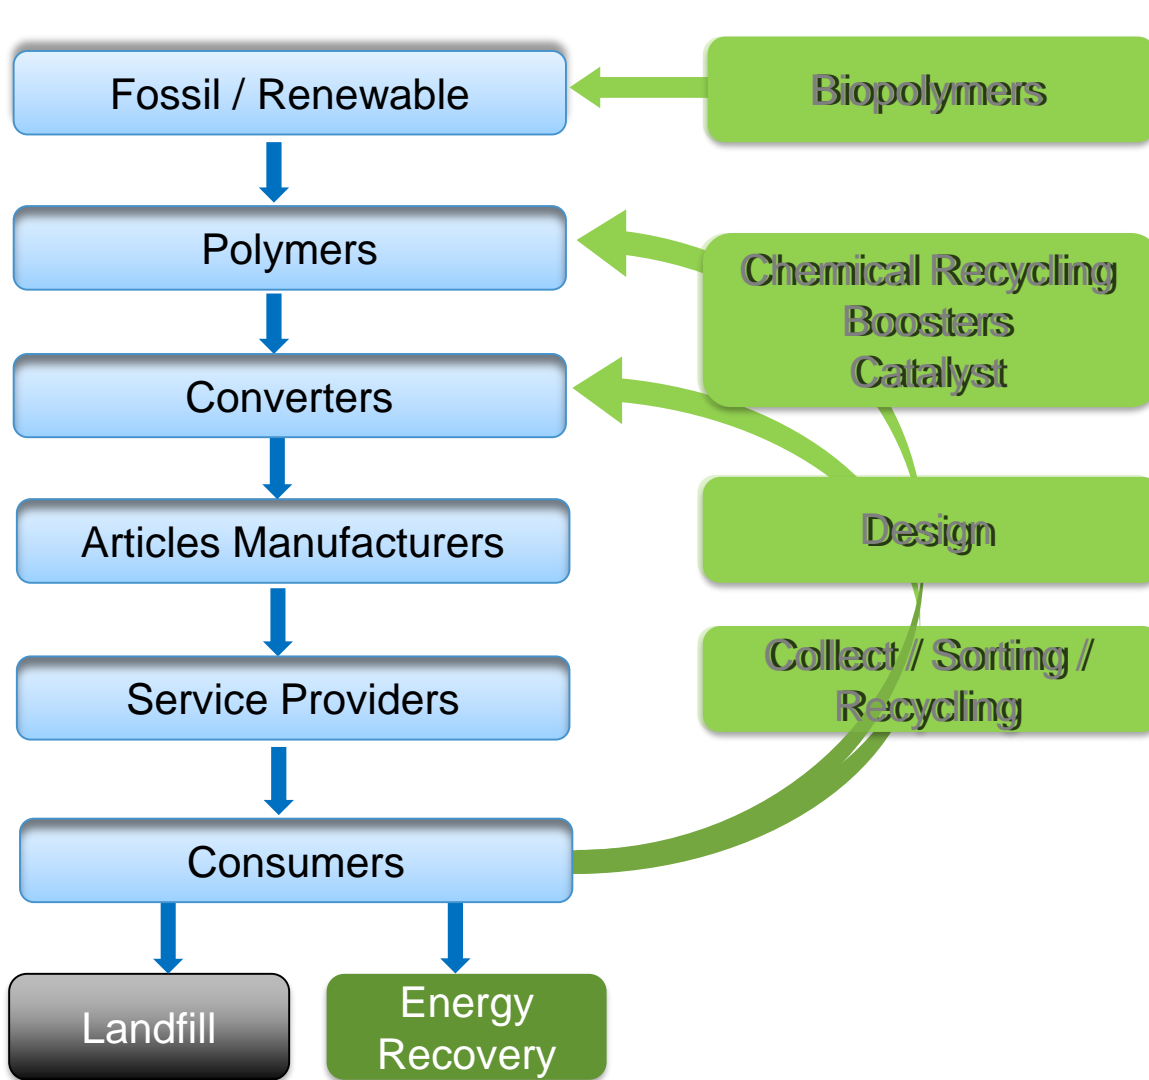 Fossil / Renewable
Biopolymers
Polymers
Chemical Recycling
Boosters
Catalyst
Converters
Articles Manufacturers
Design
Service Providers
Collect / Sorting /
Recycling
Consumers
Landfill
Energy
Recovery